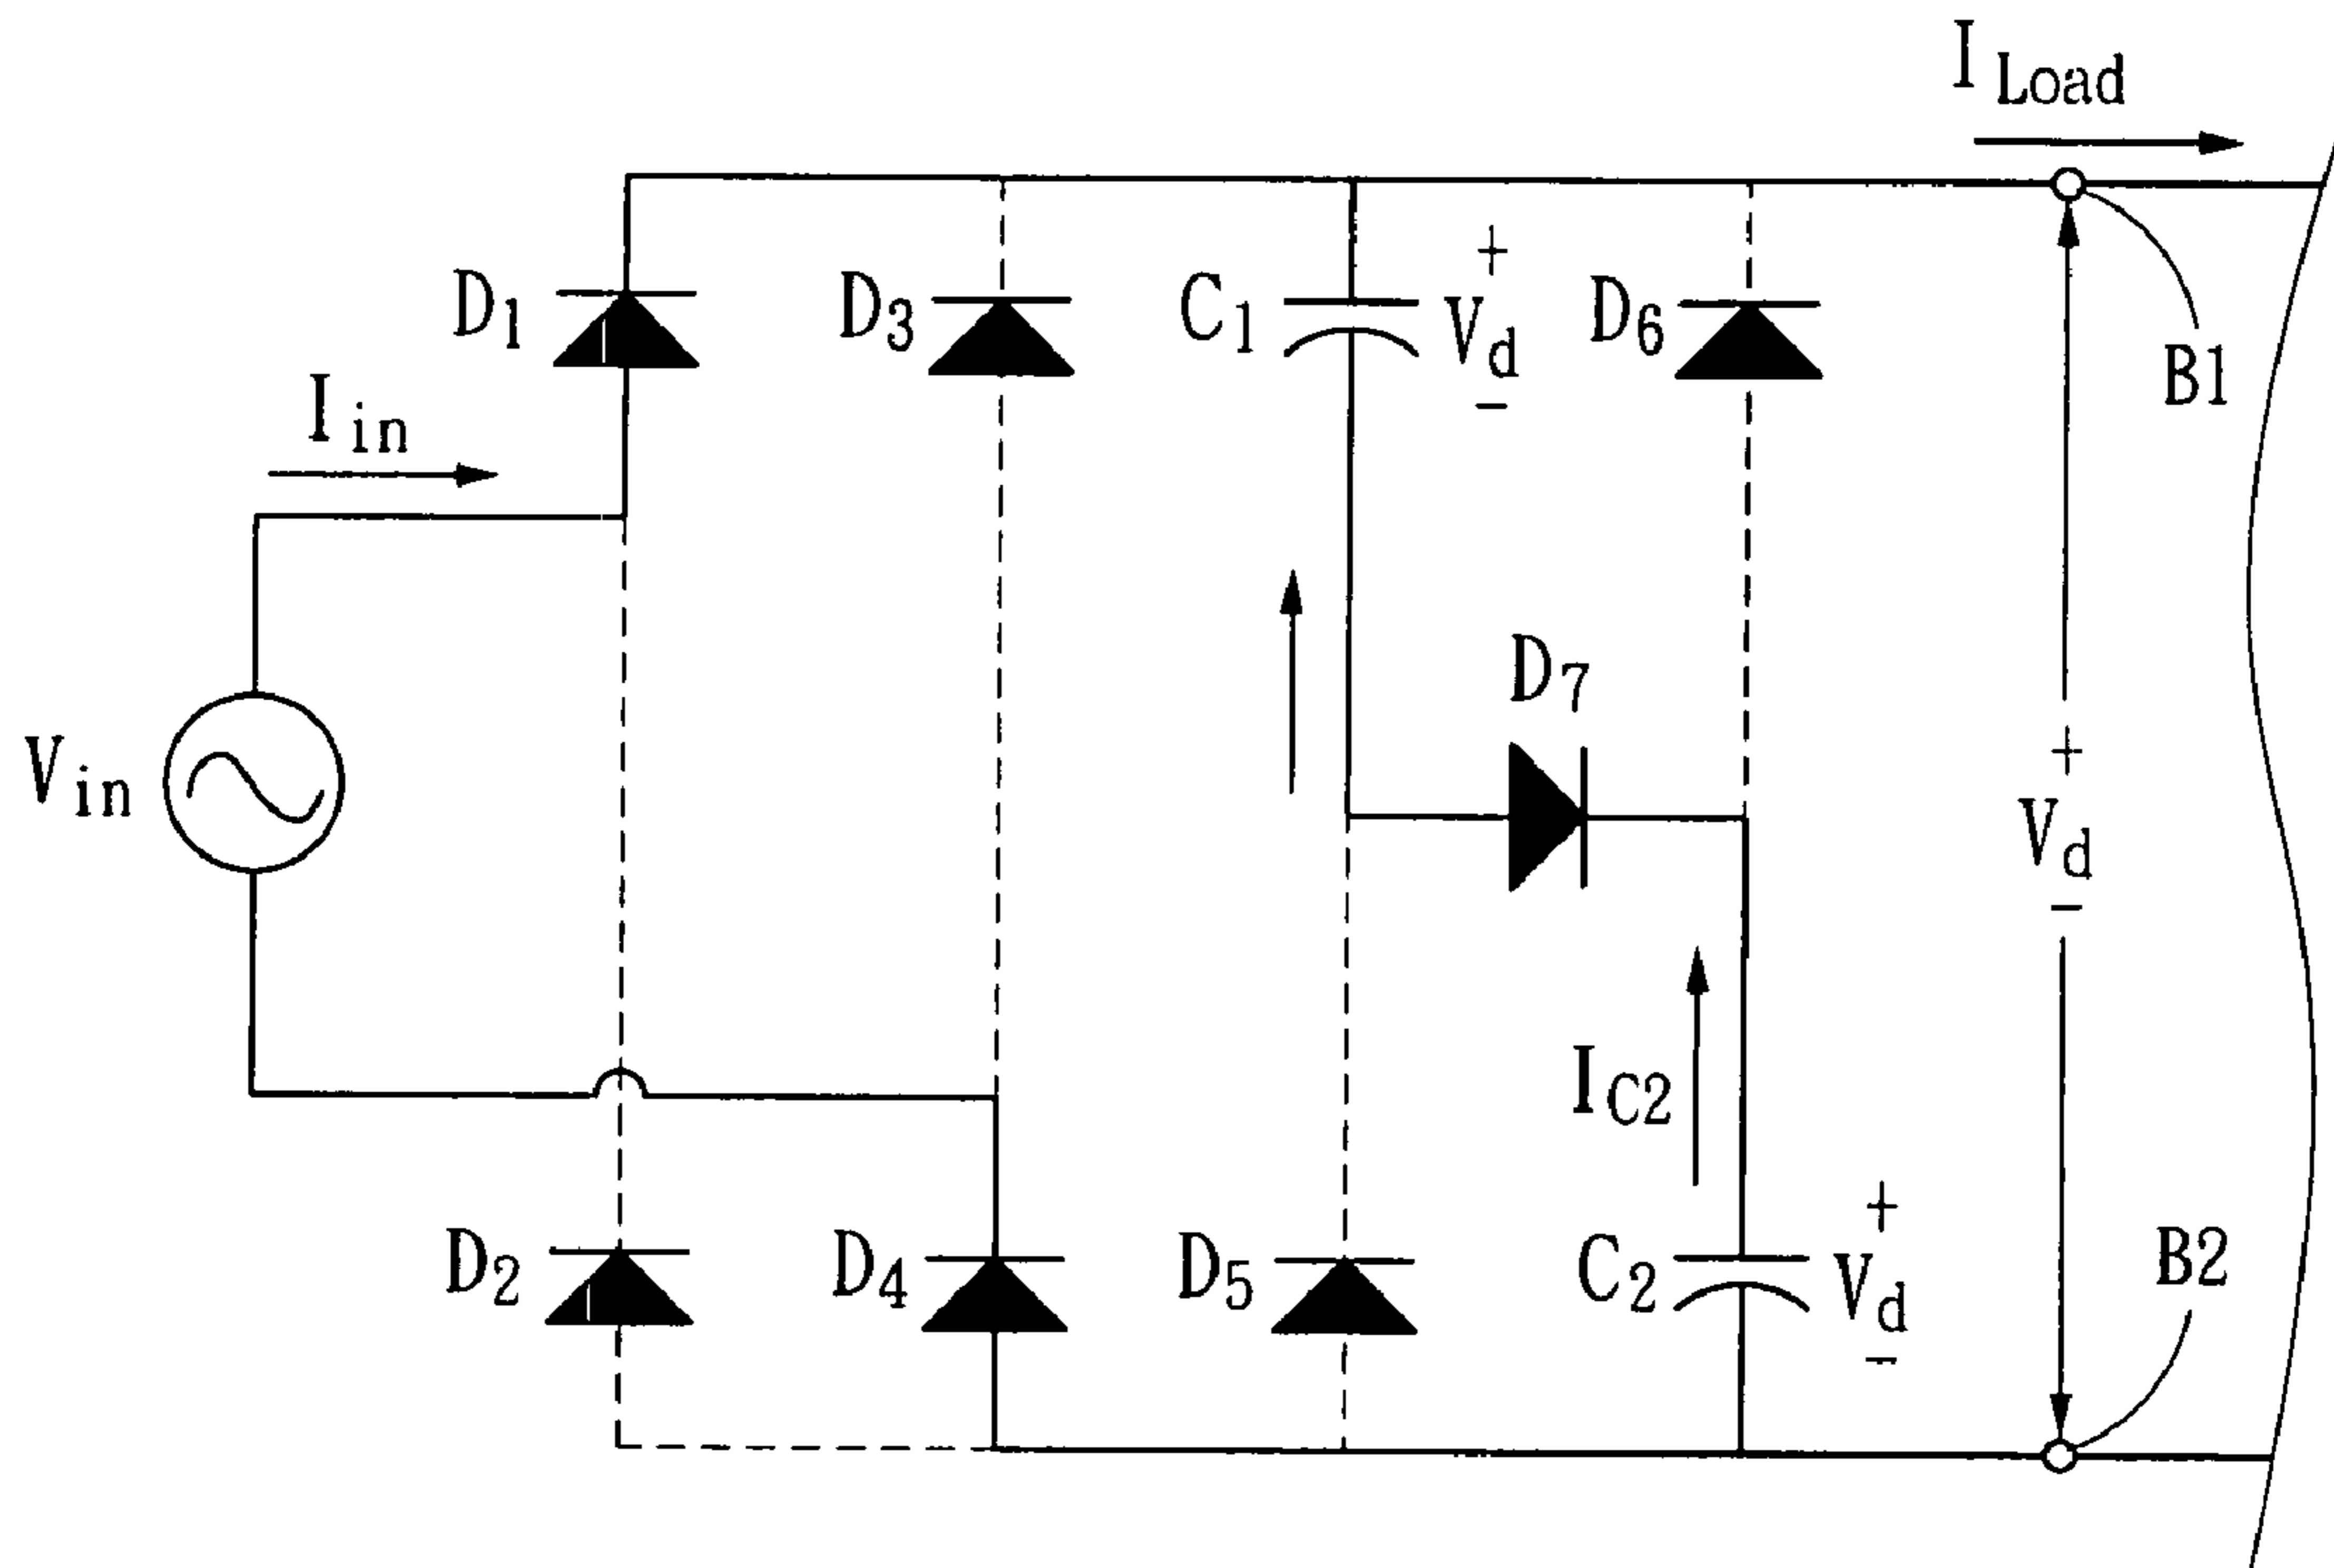 I Load
D1
D3
C1
+
Vd
-
D6
B1
I in
D7
Vin
+
Vd
-
IC2
D2
D4
D5
C2
+
Vd
-
B2